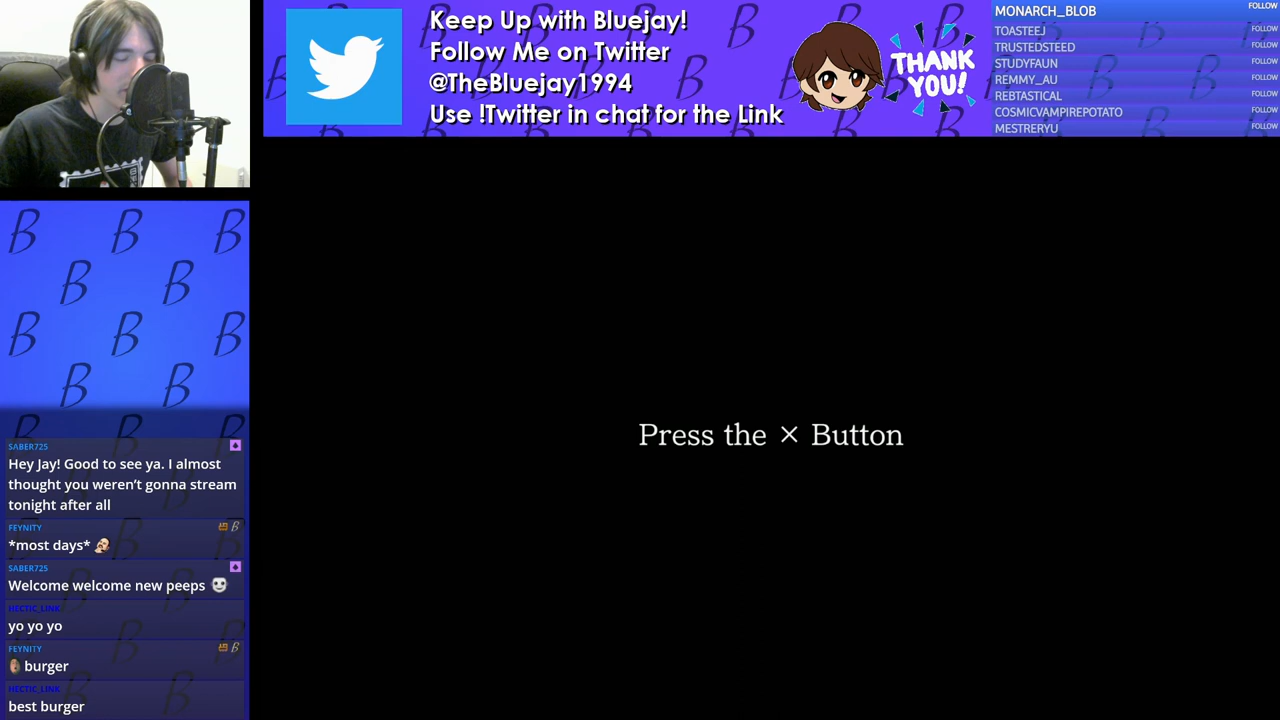 Keep Up with Bluejay!
Follow Me on Twitter
@TheBluejay1994
Use !Twitter in chat for the Link
THANK
YOU!
MONARCH_BLOB FOLLOW
TOASTEEJ FOLLOW
TRUSTEDSTEED FOLLOW
STUDYFAUN FOLLOW
REMMY_AU FOLLOW
REBTASTICAL FOLLOW
COSMICVAMPIREPOTATO FOLLOW
MESTRERYU FOLLOW
Press the × Button
SABER725
Hey Jay! Good to see ya. I almost
thought you weren't gonna stream
tonight after all
FEYNITY
*most days*
SABER725
Welcome welcome new peeps
HECTIC_LINK
yo yo yo
FEYNITY
burger
HECTIC_LINK
best burger